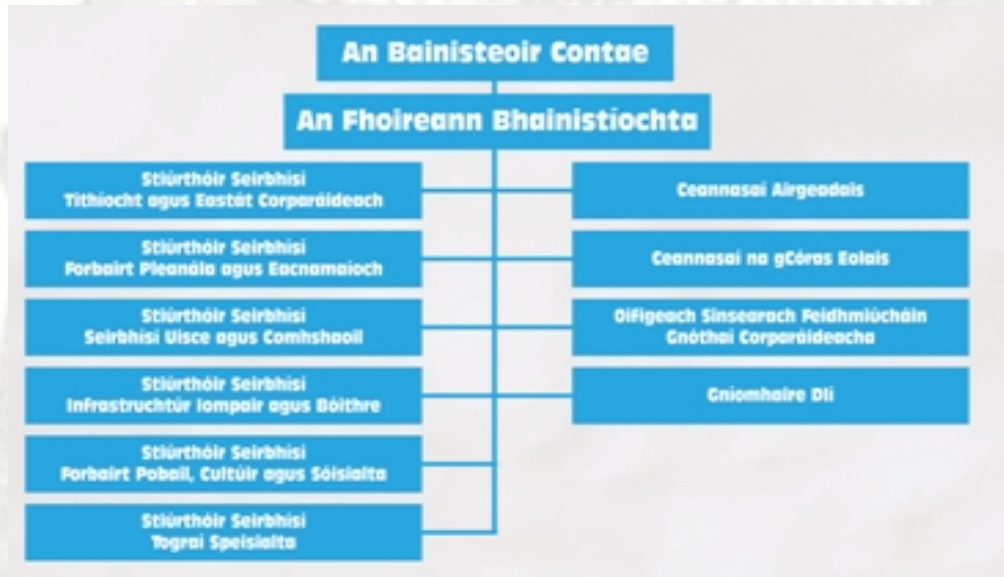 An Bainisteoir Contae
An Fhoireann Bhainistíochta
Stiúrthóir Seirbhísí
Tithíocht agus Eastát Corparáideach
Stiúrthóir Seirbhísí
Forbairt Pleanála agus Eacnamaíoch
Stiúrthóir Seirbhísí
Seirbhísí Uisce agus Comhshaoil
Stiúrthóir Seirbhísí
Infrastruchtúr Iompair agus Bóithre
Stiúrthóir Seirbhísí
Forbairt Pobail, Cultúir agus Sóisialta
Stiúrthóir Seirbhísí
Tograí Speisialta
Ceannasaí Airgeadais
Ceannasaí na gCóras Eolais
Oifigeach Sinsearach Feidhmiúcháin
Gnóthaí Corparáideacha
Gníomhaire Dlí